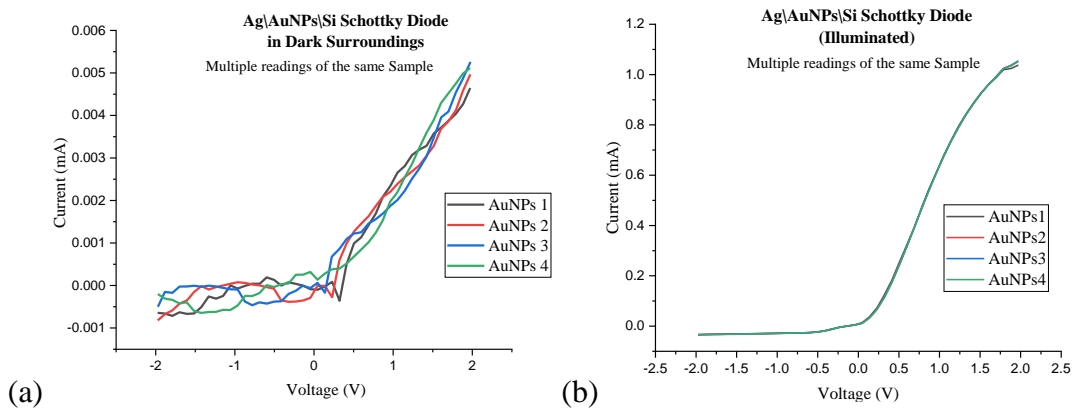 Ag\AuNPs\Si Schottky Diode
in Dark Surroundings
Multiple readings of the same Sample
0.006
0.005
0.004
0.003
0.002
0.001
0.000
-0.001
Current (mA)
AuNPs 1
AuNPs 2
AuNPs 3
AuNPs 4
-2
-1
0
1
2
Voltage (V)
(a)
Ag\AuNPs\Si Schottky Diode
(Illuminated)
Multiple readings of the same Sample
1.2
1.0
0.8
0.6
0.4
0.2
0.0
Current (mA)
AuNPs1
AuNPs2
AuNPs3
AuNPs4
-2.5 -2.0 -1.5 -1.0 -0.5 0.0 0.5 1.0 1.5 2.0 2.5
Voltage (V)
(b)